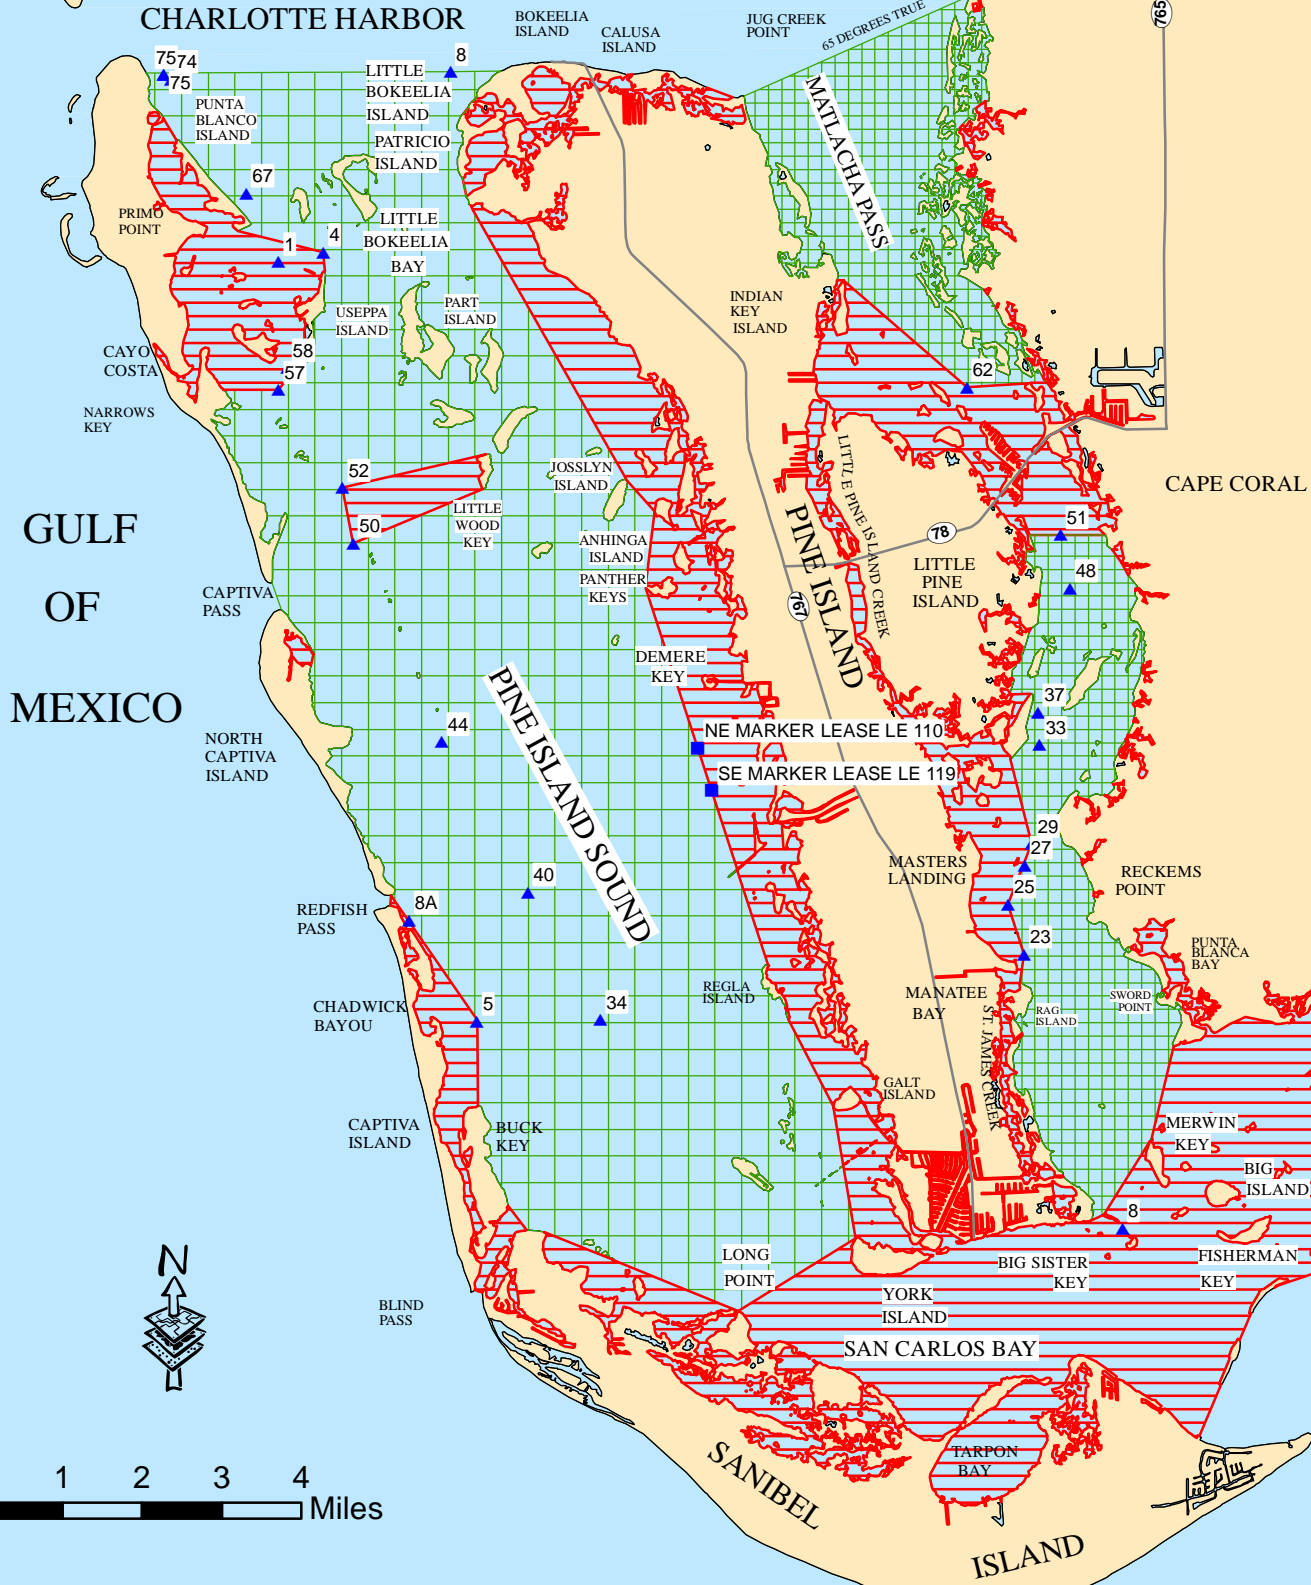 CHARLOTTE HARBOR
BOKEELIA
ISLAND
CALUSA
ISLAND
JUG CREEK
POINT
65 DEGREES TRUE
765
7574
75
8
LITTLE
BOKEELIA
ISLAND
PUNTA
BLANCO
ISLAND
PATRICIO
ISLAND
MATLACHA PASS
67
PRIMO
POINT
1
4
LITTLE
BOKEELIA
BAY
USEPPA
ISLAND
PART
ISLAND
INDIAN
KEY
ISLAND
CAYO
COSTA
58
57
62
NARROWS
KEY
52
50
LITTLE
WOOD
KEY
JOSSLYN
ISLAND
LITTLE PINE ISLAND CREEK
CAPE CORAL
GULF
OF
MEXICO
ANHINGA
ISLAND
PANTHER
KEYS
PINE ISLAND
78
767
51
48
LITTLE
PINE
ISLAND
CAPTIVA
PASS
DEMERE
KEY
PINE ISLAND SOUND
37
33
NE MARKER LEASE LE 110
SE MARKER LEASE LE 119
NORTH
CAPTIVA
ISLAND
44
29
27
MASTERS
LANDING
25
RECKEMS
POINT
40
REDFISH
PASS
8A
23
PUNTA
BLANCA
BAY
CHADWICK
BAYOU
5
34
REGLA
ISLAND
MANATEE
BAY
ST. JAMES CREEK
RAG
ISLAND
SWORD
POINT
GALT
ISLAND
CAPTIVA
ISLAND
BUCK
KEY
MERWIN
KEY
BIG
ISLAND
8
LONG
POINT
BIG SISTER
KEY
FISHERMAN
KEY
N
BLIND
PASS
YORK
ISLAND
SAN CARLOS BAY
TARPON
BAY
SANIBEL
ISLAND
1 2 3 4
Miles